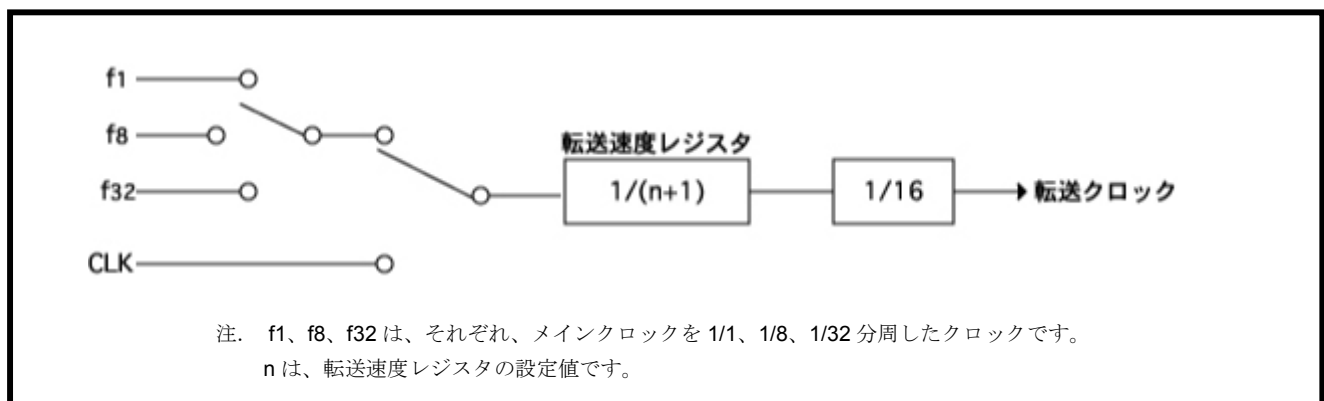 f1
f8
転送速度レジスタ
f32
1/(n+1)
1/16
転送クロック
CLK
注. f1、f8、f32 は、それぞれ、メインクロックを 1/1、1/8、1/32 分周したクロックです。
n は、転送速度レジスタの設定値です。